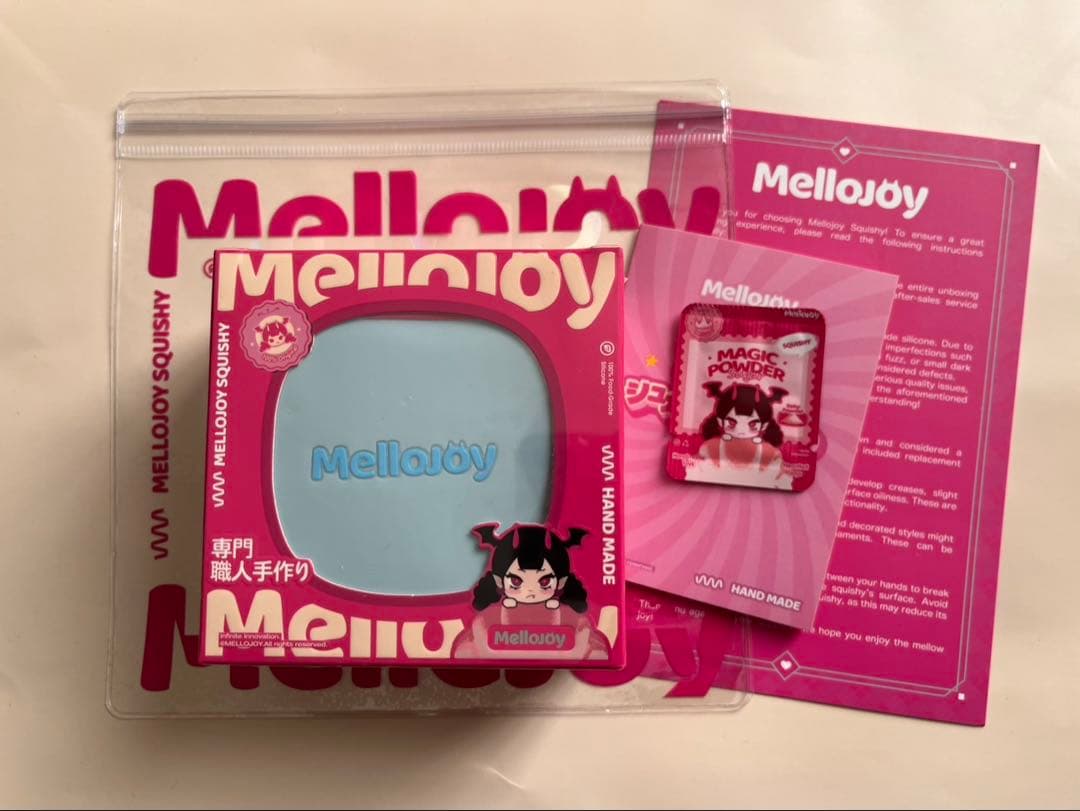 Mellojoy
MELLOJOY SQUISHY
Mellojoy
MELLOJOY SQUISHY
100% Food-Grade
Silicone
Mellojoy
HAND MADE
専門
職人手作り
Mellojoy
Infinite innovation.
©MELLOJOY.All rights reserved.
Mellojoy
Mellojoy
Mellojoy
you for choosing Mellojoy Squishy! To ensure a great
experience, please read the following instructions
entire unboxing
after-sales service
silicone. Due to
imperfections such
fuzz, or small dark
considered defects.
serious quality issues,
the aforementioned
understanding!
and considered a
included replacement
develop creases, slight
surface oiliness. These are
decorated styles might
These can be
between your hands to break
squishy's surface. Avoid
as this may reduce its
hope you enjoy the mellow
joy!
Mellojoy
Mellojoy
SQUISHY
MAGIC
POWDER
HAND MADE